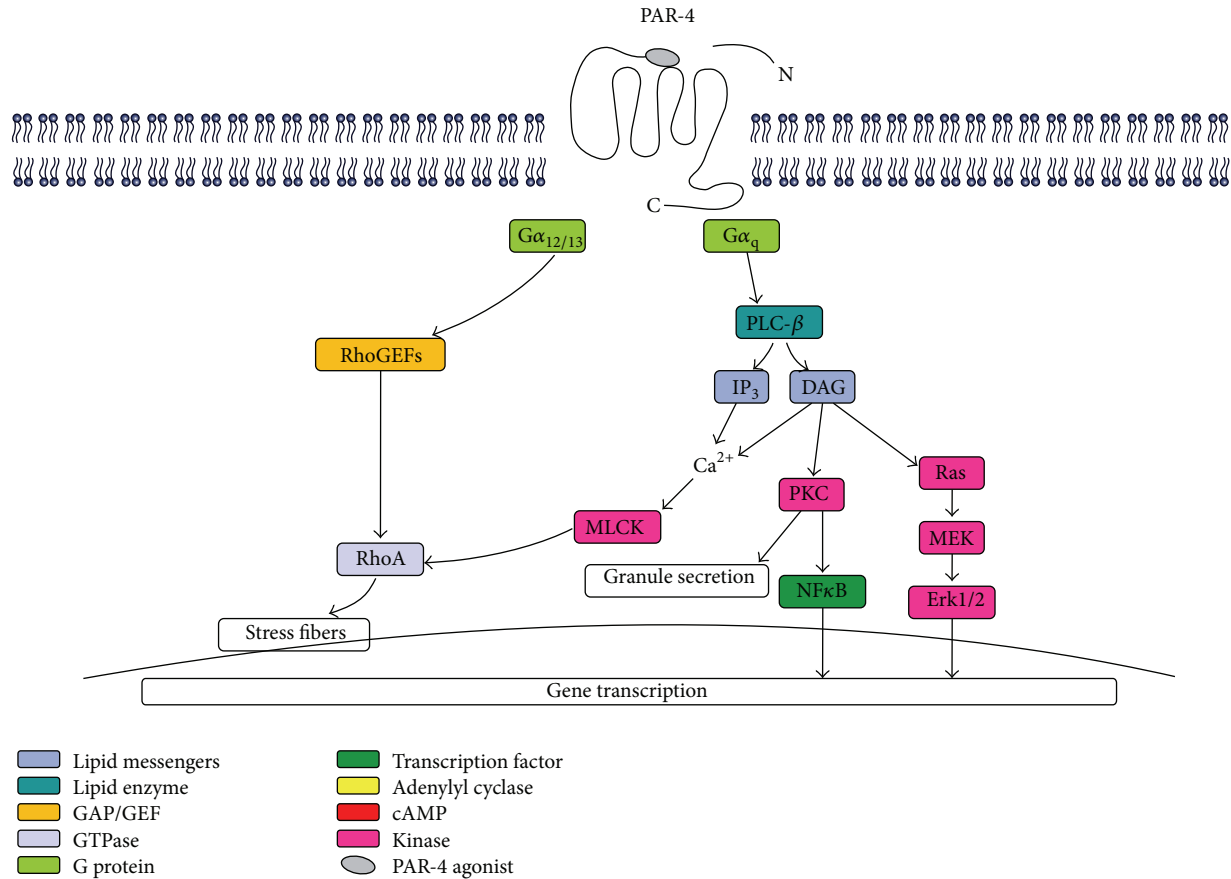 PAR-4
N
C
Gα12/13
Gαq
PLC-β
RhoGEFs
IP3
DAG
Ca2+
Ras
PKC
MLCK
MEK
RhoA
Granule secretion
NFκB
Erk1/2
Stress fibers
Gene transcription
Lipid messengers
Lipid enzyme
GAP/GEF
GTPase
G protein
Transcription factor
Adenylyl cyclase
cAMP
Kinase
PAR-4 agonist